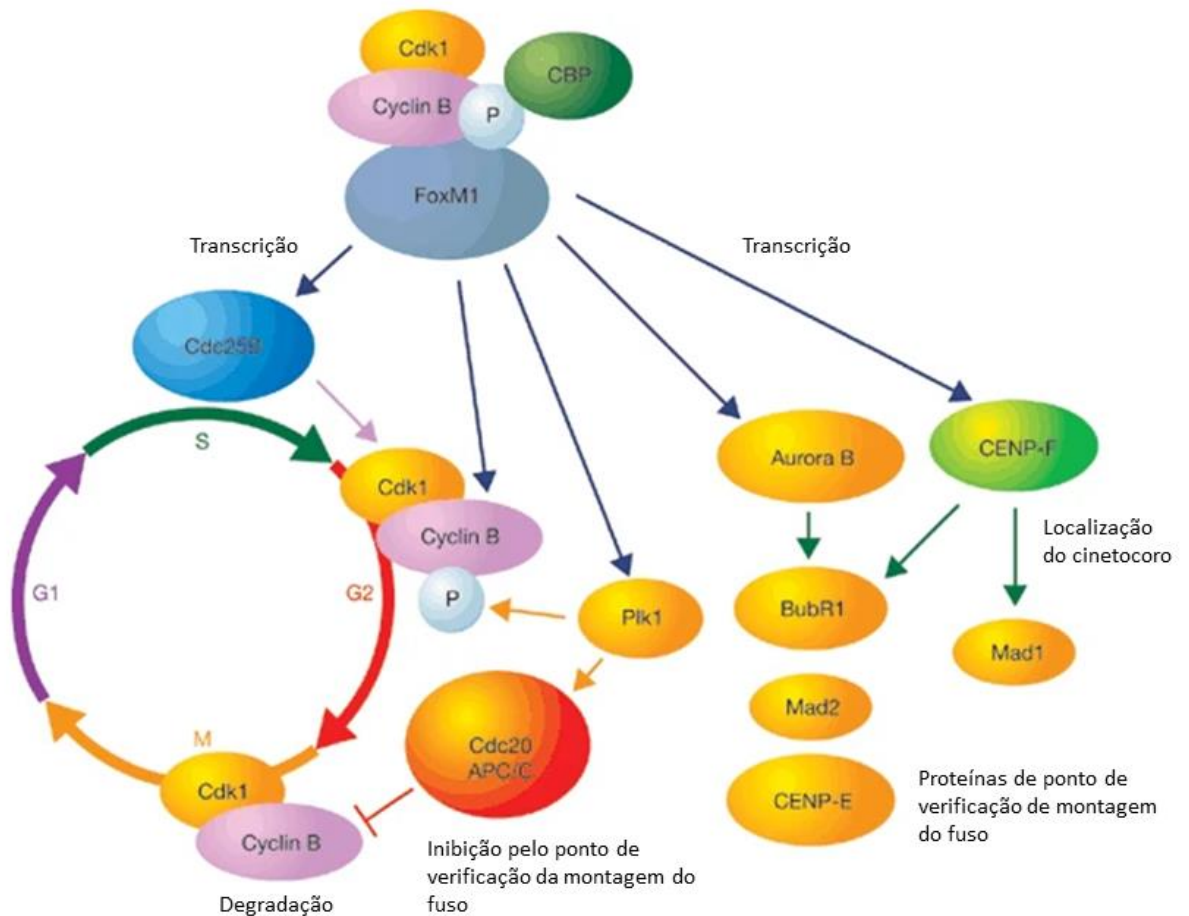 Cdk1
CBP
Cyclin B
P
FoxM1
Transcrição
Transcrição
Cdc25B
S
Cdk1
Aurora B
CENP-F
Cyclin B
Localização
do cinetocoro
G1
G2
P
Plk1
BubR1
Mad1
Mad2
M
Cdc20
APC/C
Cdk1
CENP-E
Proteínas de ponto de
verificação de montagem
do fuso
Cyclin B
Inibição pelo ponto de
verificação da montagem do
fuso
Degradação